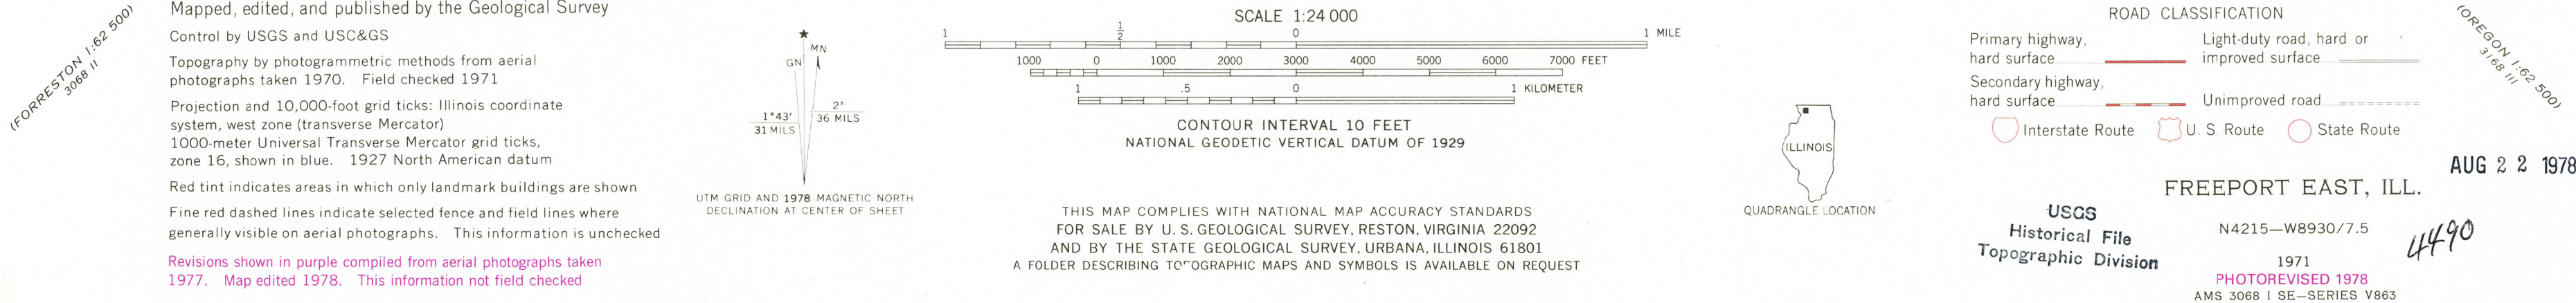 (FORRESTON 1:62 500)
3068 II
Mapped, edited, and published by the Geological Survey
Control by USGS and USC&GS
Topography by photogrammetric methods from aerial
photographs taken 1970. Field checked 1971
Projection and 10,000-foot grid ticks: Illinois coordinate
system, west zone (transverse Mercator)
1000-meter Universal Transverse Mercator grid ticks,
zone 16, shown in blue. 1927 North American datum
Red tint indicates areas in which only landmark buildings are shown
Fine red dashed lines indicate selected fence and field lines where
generally visible on aerial photographs. This information is unchecked
Revisions shown in purple compiled from aerial photographs taken
1977. Map edited 1978. This information not field checked
★
MN
GN
1°43′
31 MILS
2°
36 MILS
UTM GRID AND 1978 MAGNETIC NORTH
DECLINATION AT CENTER OF SHEET
SCALE 1:24 000
1 1/2 0 1 MILE
1000 0 1000 2000 3000 4000 5000 6000 7000 FEET
1 .5 0 1 KILOMETER
CONTOUR INTERVAL 10 FEET
NATIONAL GEODETIC VERTICAL DATUM OF 1929
THIS MAP COMPLIES WITH NATIONAL MAP ACCURACY STANDARDS
FOR SALE BY U. S. GEOLOGICAL SURVEY, RESTON, VIRGINIA 22092
AND BY THE STATE GEOLOGICAL SURVEY, URBANA, ILLINOIS 61801
A FOLDER DESCRIBING TOPOGRAPHIC MAPS AND SYMBOLS IS AVAILABLE ON REQUEST
ILLINOIS
QUADRANGLE LOCATION
ROAD CLASSIFICATION
Primary highway,
hard surface
Light-duty road, hard or
improved surface
Secondary highway,
hard surface
Unimproved road
Interstate Route U. S. Route State Route
(OREGON 1:62 500)
3168 III
AUG 22 1978
FREEPORT EAST, ILL.
USGS
Historical File
Topographic Division
N4215—W8930/7.5
4490
1971
PHOTOREVISED 1978
AMS 3068 I SE—SERIES V863